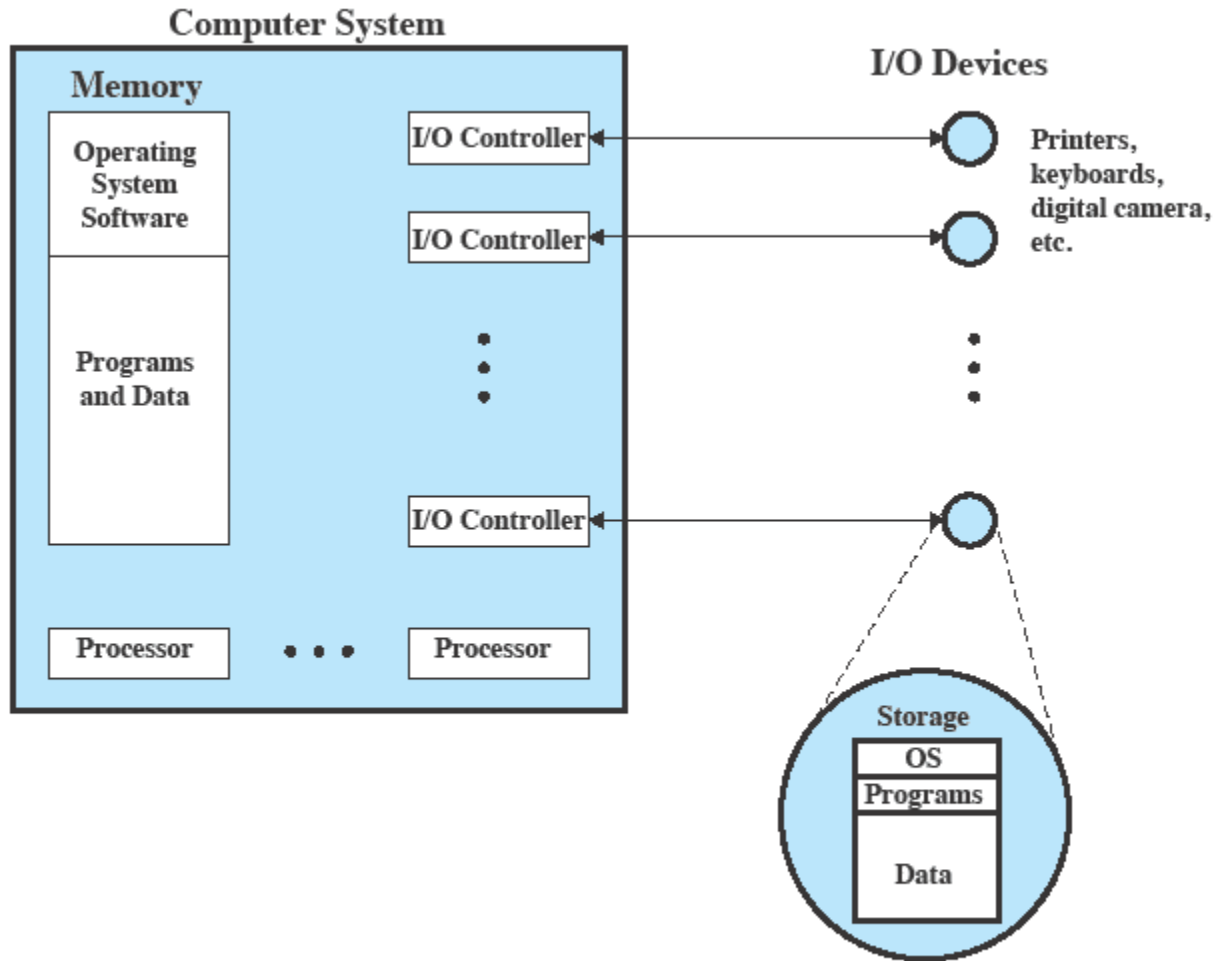 Computer System
I/O Devices
Memory
Operating
System
Software
Programs
and Data
I/O Controller
I/O Controller
I/O Controller
Printers,
keyboards,
digital camera,
etc.
Processor
Processor
Storage
OS
Programs
Data